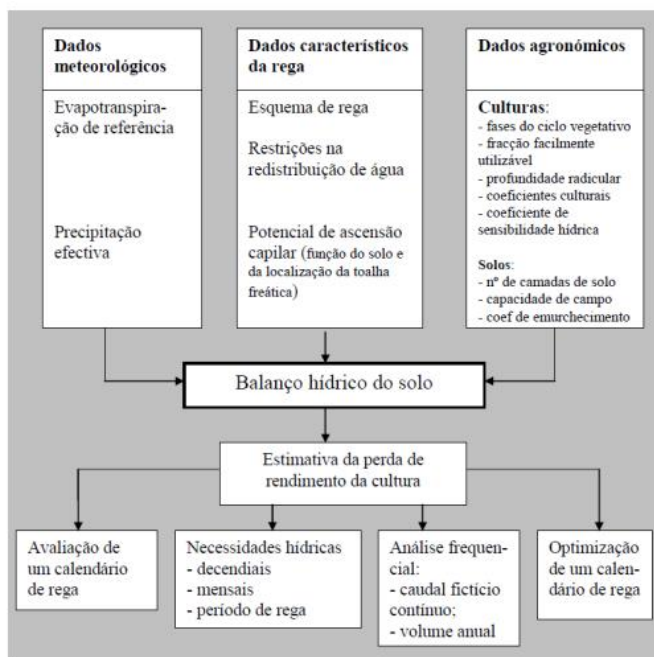 Dados
meteorológicos
Evapotranspira-
ção de referência
Precipitação
efectiva
Dados característicos
da rega
Esquema de rega
Restrições na
redistribuição de água
Potencial de ascensão
capilar (função do solo e
da localização da toalha
freática)
Dados agronómicos
Culturas:
- fases do ciclo vegetativo
- fracção facilmente
utilizável
- profundidade radicular
- coeficientes culturais
- coeficiente de
sensibilidade hídrica
Solos:
- nº de camadas de solo
- capacidade de campo
- coef de emurchecimento
Balanço hídrico do solo
Estimativa da perda de
rendimento da cultura
Avaliação de
um calendário
de rega
Necessidades hídricas
- decendiais
- mensais
- período de rega
Análise frequen-
cial:
- caudal fictício
contínuo;
- volume anual
Optimização
de um calen-
dário de rega